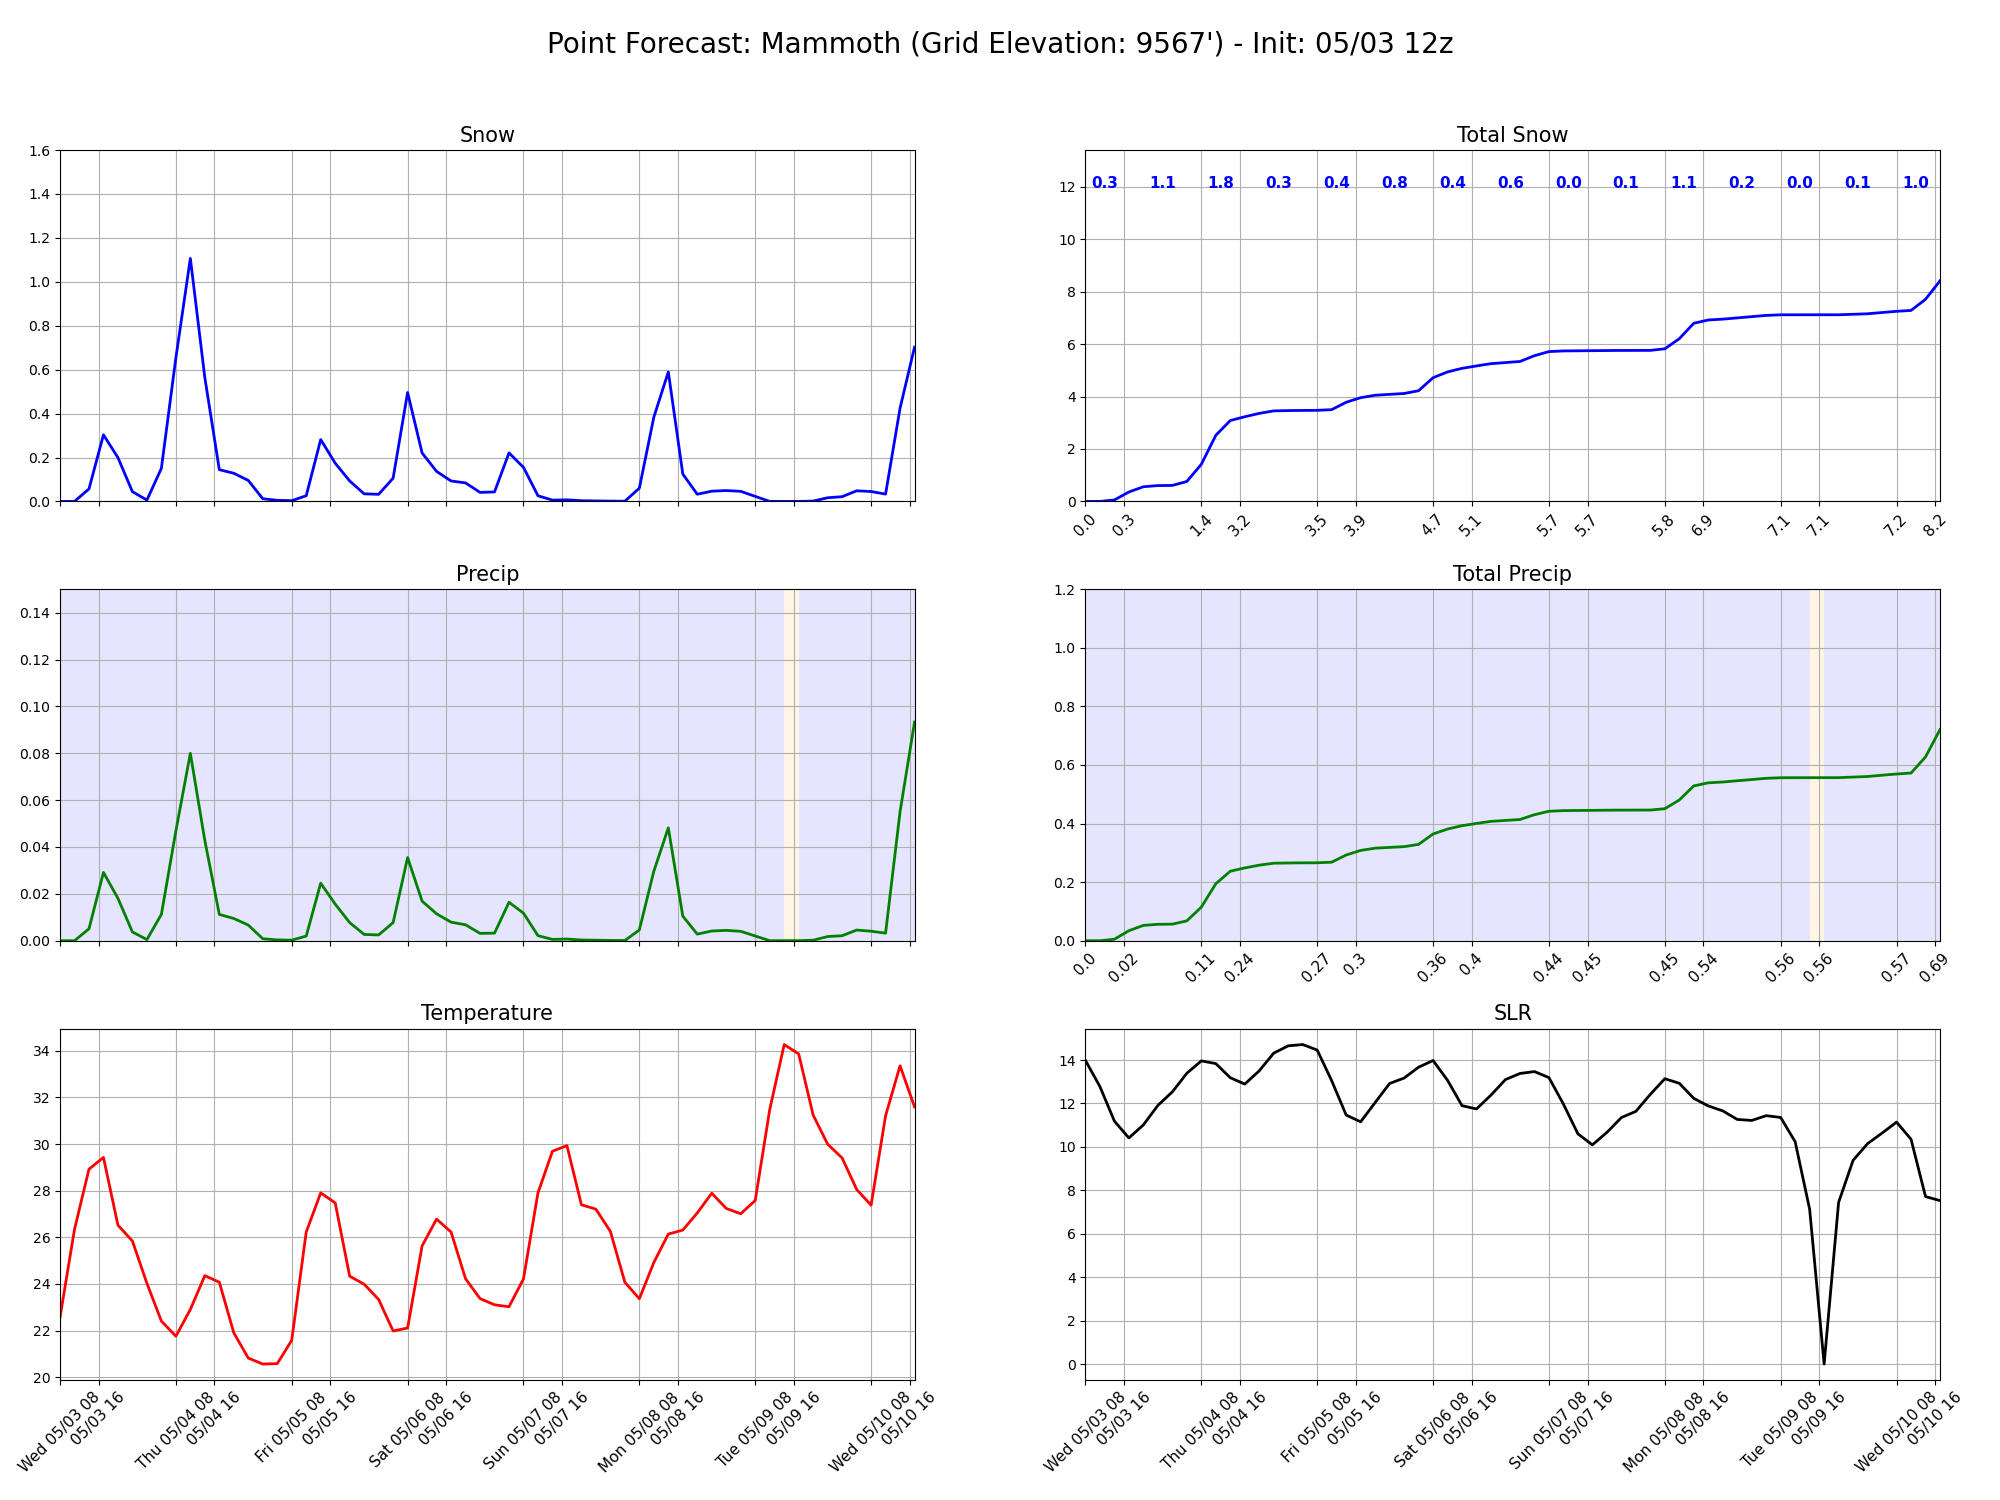 Point Forecast: Mammoth (Grid Elevation: 9567') - Init: 05/03 12z
Snow
1.6
1.4
1.2
1.0
0.8
0.6
0.4
0.2
0.0
Total Snow
12
10
8
6
4
2
0
0.3 1.1 1.8 0.3 0.4 0.8 0.4 0.6 0.0 0.1 1.1 0.2 0.0 0.1 1.0
0.0 0.3 1.4 3.2 3.5 3.9 4.7 5.1 5.7 5.7 5.8 6.9 7.1 7.1 7.2 8.2
Precip
0.14
0.12
0.10
0.08
0.06
0.04
0.02
0.00
Total Precip
1.2
1.0
0.8
0.6
0.4
0.2
0.0
0.0 0.02 0.11 0.24 0.27 0.3 0.36 0.4 0.44 0.45 0.45 0.54 0.56 0.56 0.57 0.69
Temperature
34
32
30
28
26
24
22
20
Wed 05/03 08
05/03 16
Thu 05/04 08
05/04 16
Fri 05/05 08
05/05 16
Sat 05/06 08
05/06 16
Sun 05/07 08
05/07 16
Mon 05/08 08
05/08 16
Tue 05/09 08
05/09 16
Wed 05/10 08
05/10 16
SLR
14
12
10
8
6
4
2
0
Wed 05/03 08
05/03 16
Thu 05/04 08
05/04 16
Fri 05/05 08
05/05 16
Sat 05/06 08
05/06 16
Sun 05/07 08
05/07 16
Mon 05/08 08
05/08 16
Tue 05/09 08
05/09 16
Wed 05/10 08
05/10 16